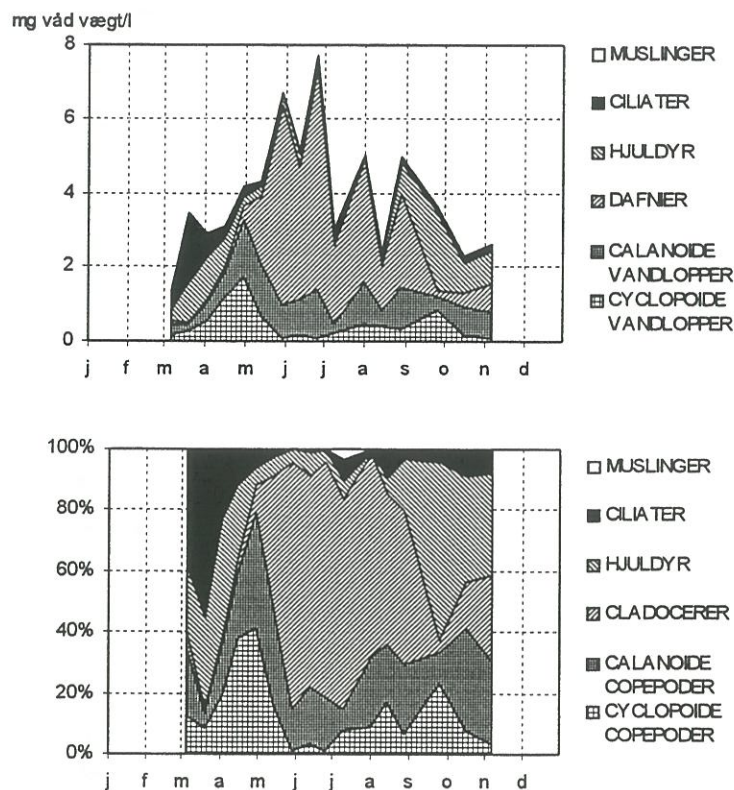 mg våd vægt/l
8
6
4
2
0
j f m a m j j a s o n d
MUSLINGER
CILIATER
HJULDYR
DAFNIER
CALANOIDE
VANDLOPPER
CYCLOPOIDE
VANDLOPPER
100%
80%
60%
40%
20%
0%
j f m a m j j a s o n d
MUSLINGER
CILIATER
HJULDYR
CLADOCERER
CALANOIDE
COPEPODER
CYCLOPOIDE
COPEPODER